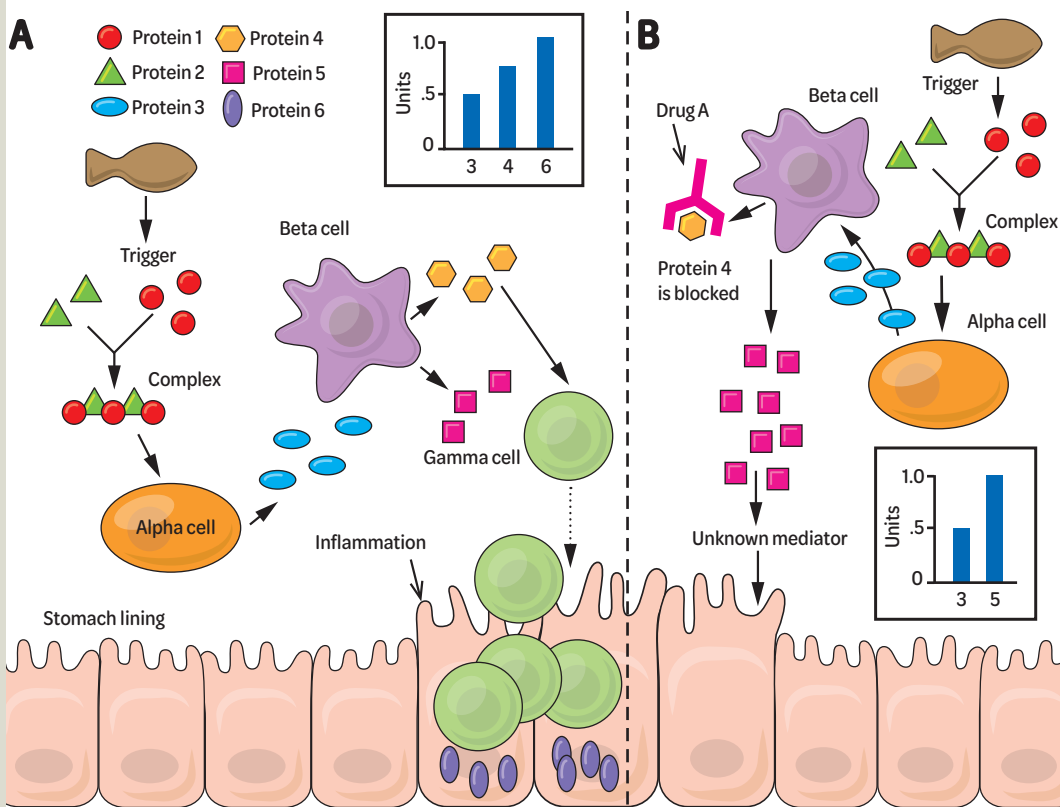 A
Protein 1
Protein 2
Protein 3
Protein 4
Protein 5
Protein 6
Units
1.0
.5
0
3 4 6
Trigger
Complex
Alpha cell
Beta cell
Gamma cell
Inflammation
Stomach lining
B
Trigger
Beta cell
Drug A
Complex
Protein 4
is blocked
Alpha cell
Unknown mediator
Units
1.0
.5
0
3 5